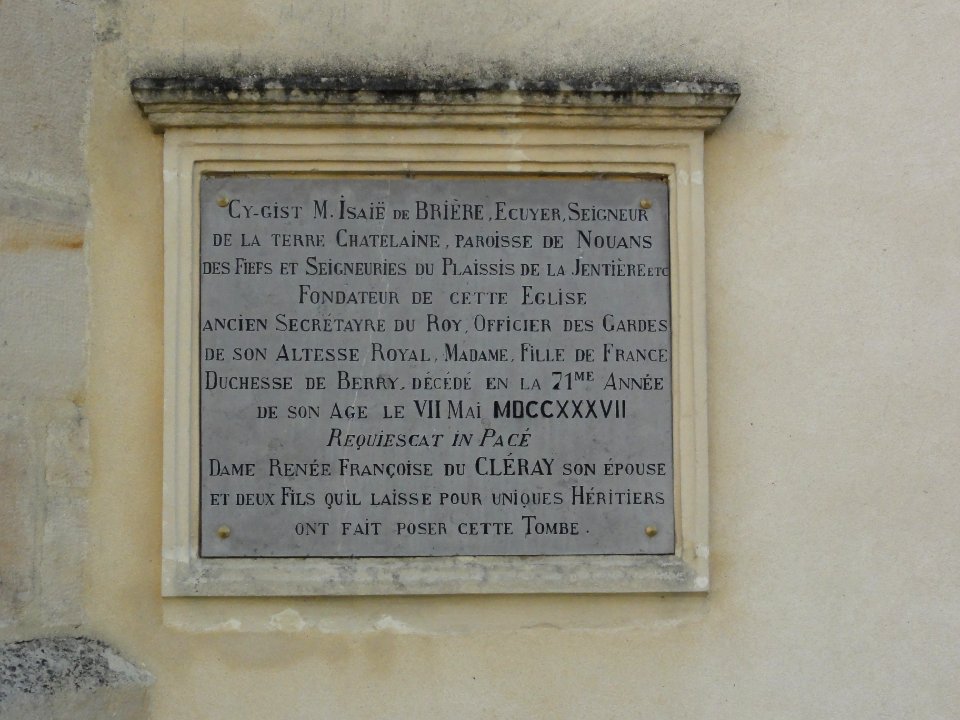 CY-GIST M. ISAIË DE BRIÈRE, ECUYER, SEIGNEUR
DE LA TERRE CHATELAINE, PAROISSE DE NOUANS
DES FIEFS ET SEIGNEURIES DU PLAISSIS DE LA JENTIÈRE ETC
FONDATEUR DE CETTE EGLISE
ANCIEN SECRÉTAYRE DU ROY, OFFICIER DES GARDES
DE SON ALTESSE ROYAL, MADAME, FILLE DE FRANCE
DUCHESSE DE BERRY, DÉCÉDÉ EN LA 71ME ANNÉE
DE SON AGE LE VII MAI MDCCXXXVII
REQUIESCAT IN PACÉ
DAME RENÉE FRANÇOISE DU CLÉRAY SON ÉPOUSE
ET DEUX FILS QUIL LAISSE POUR UNIQUES HÉRITIERS
ONT FAIT POSER CETTE TOMBE.